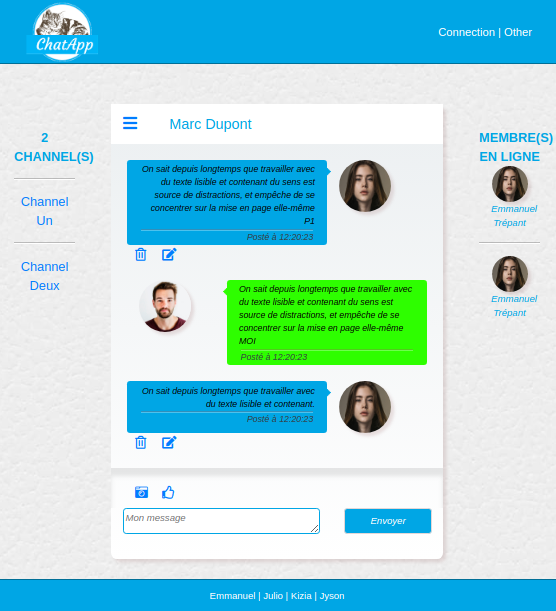 ChatApp
Connection | Other
2
CHANNEL(S)
Channel
Un
Channel
Deux
Marc Dupont
On sait depuis longtemps que travailler avec
du texte lisible et contenant du sens est
source de distractions, et empêche de se
concentrer sur la mise en page elle-même
P1
Posté à 12:20:23
On sait depuis longtemps que travailler avec
du texte lisible et contenant du sens est
source de distractions, et empêche de se
concentrer sur la mise en page elle-même
MOI
Posté à 12:20:23
On sait depuis longtemps que travailler avec
du texte lisible et contenant.
Posté à 12:20:23
Mon message
Envoyer
MEMBRE(S)
EN LIGNE
Emmanuel
Trépant
Emmanuel
Trépant
Emmanuel | Julio | Kizia | Jyson